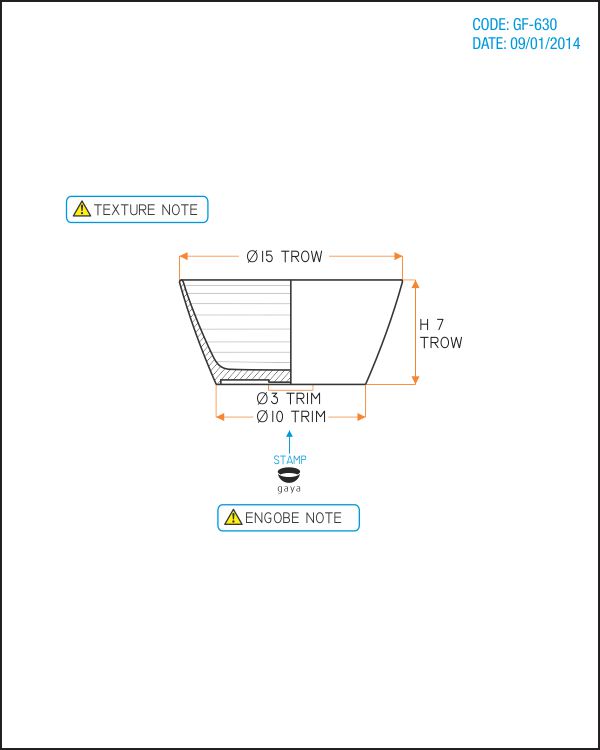 CODE: GF-630
DATE: 09/01/2014
TEXTURE NOTE
Ø15 TROW
H 7
TROW
Ø3 TRIM
Ø10 TRIM
STAMP
gaya
ENGOBE NOTE